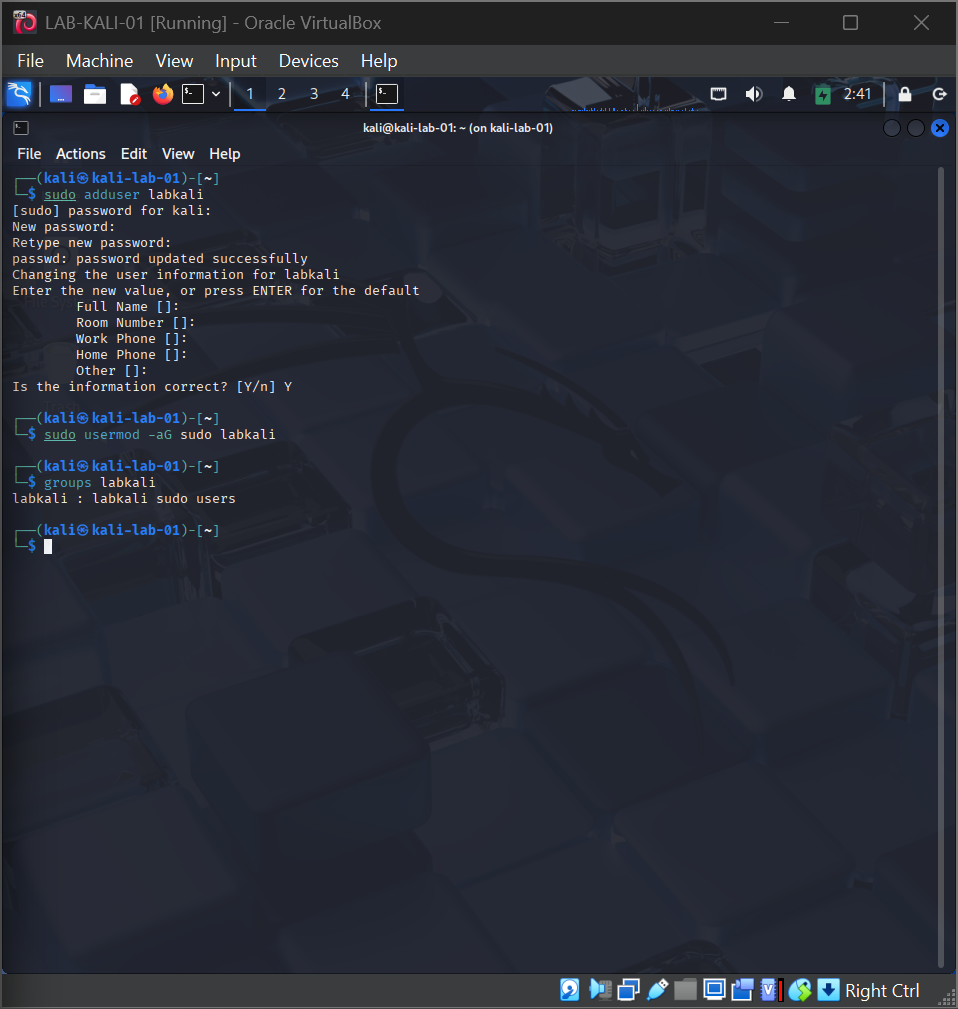 LAB-KALI-01 [Running] - Oracle VirtualBox
File Machine View Input Devices Help
1 2 3 4 2:41
kali@kali-lab-01: ~ (on kali-lab-01)
File Actions Edit View Help
┌──(kali㉿kali-lab-01)-[~]
└─$ sudo adduser labkali
[sudo] password for kali:
New password:
Retype new password:
passwd: password updated successfully
Changing the user information for labkali
Enter the new value, or press ENTER for the default
Full Name []:
Room Number []:
Work Phone []:
Home Phone []:
Other []:
Is the information correct? [Y/n] Y
┌──(kali㉿kali-lab-01)-[~]
└─$ sudo usermod -aG sudo labkali
┌──(kali㉿kali-lab-01)-[~]
└─$ groups labkali
labkali : labkali sudo users
┌──(kali㉿kali-lab-01)-[~]
└─$
Right Ctrl